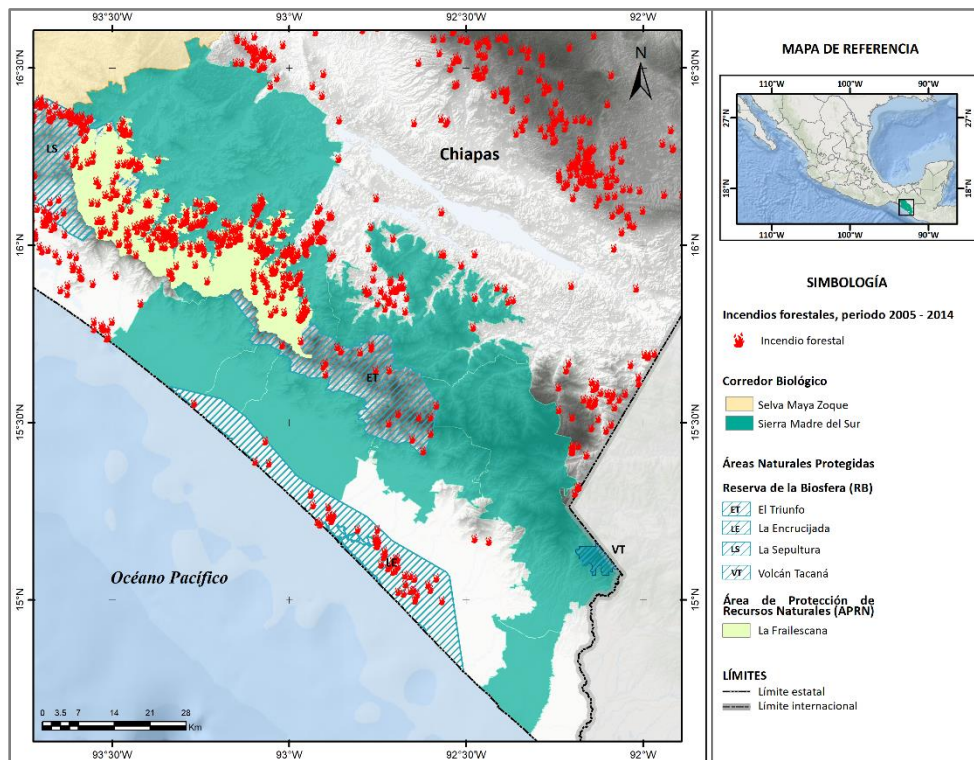 93°30'W
93°W
92°30'W
92°W
16°30'N
16°N
15°30'N
15°N
N
LS
Chiapas
ET
LE
VT
Océano Pacífico
0 3.5 7 14 21 28
Km
93°30'W
93°W
92°30'W
92°W
16°30'N
16°N
15°30'N
15°N
MAPA DE REFERENCIA
110°W
100°W
90°W
27°N
18°N
27°N
18°N
110°W
100°W
90°W
SIMBOLOGÍA
Incendios forestales, periodo 2005 - 2014
Incendio forestal
Corredor Biológico
Selva Maya Zoque
Sierra Madre del Sur
Áreas Naturales Protegidas
Reserva de la Biosfera (RB)
ET El Triunfo
LE La Encrucijada
LS La Sepultura
VT Volcán Tacaná
Área de Protección de
Recursos Naturales (APRN)
La Frailescana
LÍMITES
Límite estatal
Límite internacional